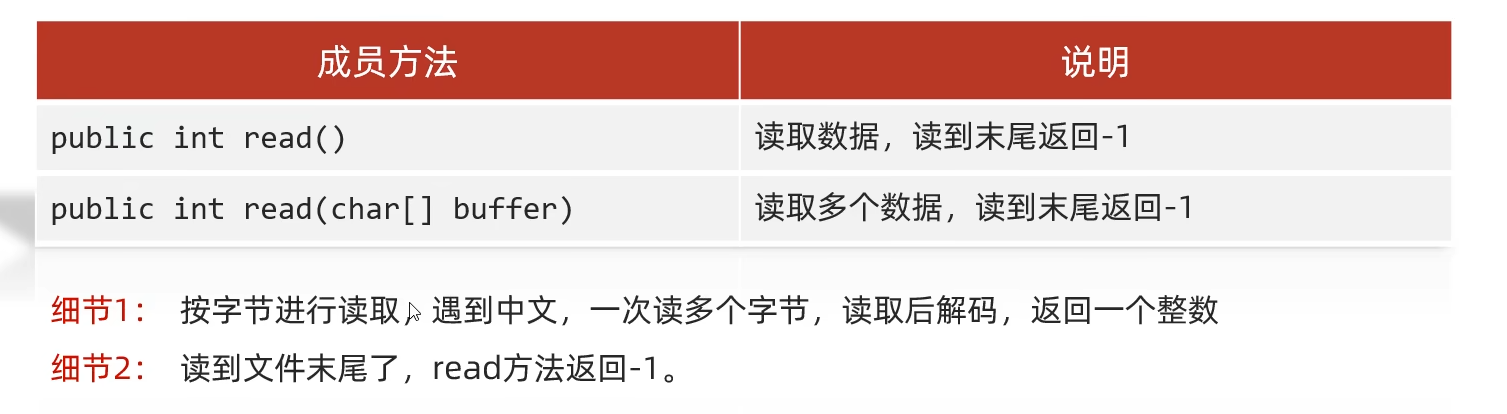 成员方法 说明
public int read() 读取数据，读到末尾返回-1
public int read(char[] buffer) 读取多个数据，读到末尾返回-1
细节1： 按字节进行读取，遇到中文，一次读多个字节，读取后解码，返回一个整数
细节2： 读到文件末尾了，read方法返回-1。